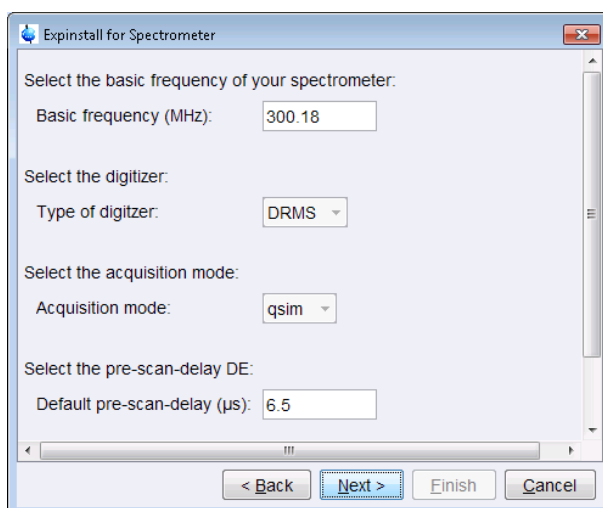 Expinstall for Spectrometer
Select the basic frequency of your spectrometer:
Basic frequency (MHz): 300.18
Select the digitizer:
Type of digitzer: DRMS
Select the acquisition mode:
Acquisition mode: qsim
Select the pre-scan-delay DE:
Default pre-scan-delay (µs): 6.5
< Back Next > Finish Cancel